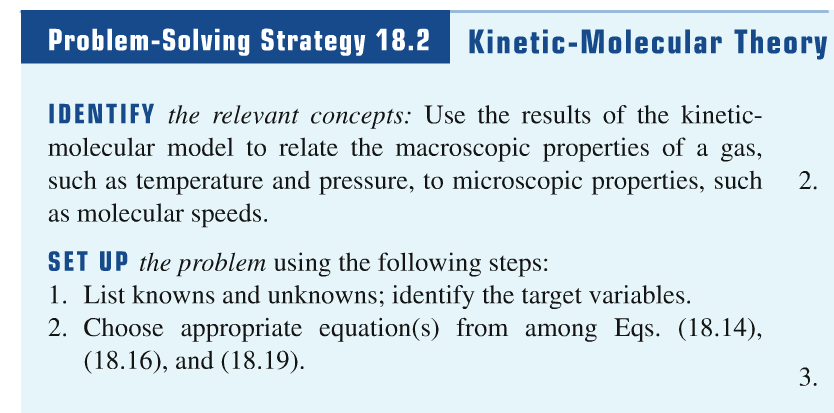 Problem-Solving Strategy 18.2 Kinetic-Molecular Theory
IDENTIFY the relevant concepts: Use the results of the kinetic-
molecular model to relate the macroscopic properties of a gas,
such as temperature and pressure, to microscopic properties, such
as molecular speeds.
SET UP the problem using the following steps:
1. List knowns and unknowns; identify the target variables.
2. Choose appropriate equation(s) from among Eqs. (18.14),
(18.16), and (18.19).
2.
3.